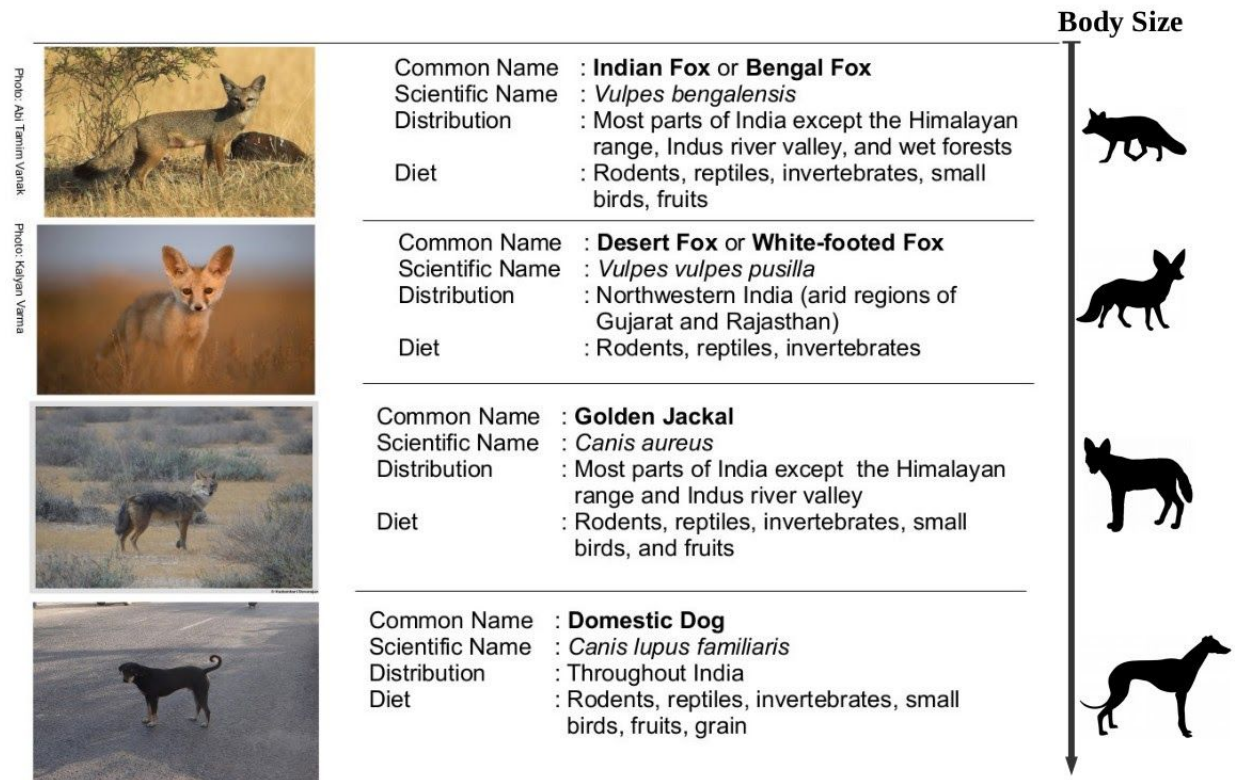 Body Size
Photo: Abi Tamim Vanak
Common Name : Indian Fox or Bengal Fox
Scientific Name : Vulpes bengalensis
Distribution : Most parts of India except the Himalayan
range, Indus river valley, and wet forests
Diet : Rodents, reptiles, invertebrates, small
birds, fruits
Photo: Kalyan Varma
Common Name : Desert Fox or White-footed Fox
Scientific Name : Vulpes vulpes pusilla
Distribution : Northwestern India (arid regions of
Gujarat and Rajasthan)
Diet : Rodents, reptiles, invertebrates
Common Name : Golden Jackal
Scientific Name : Canis aureus
Distribution : Most parts of India except the Himalayan
range and Indus river valley
Diet : Rodents, reptiles, invertebrates, small
birds, and fruits
Common Name : Domestic Dog
Scientific Name : Canis lupus familiaris
Distribution : Throughout India
Diet : Rodents, reptiles, invertebrates, small
birds, fruits, grain